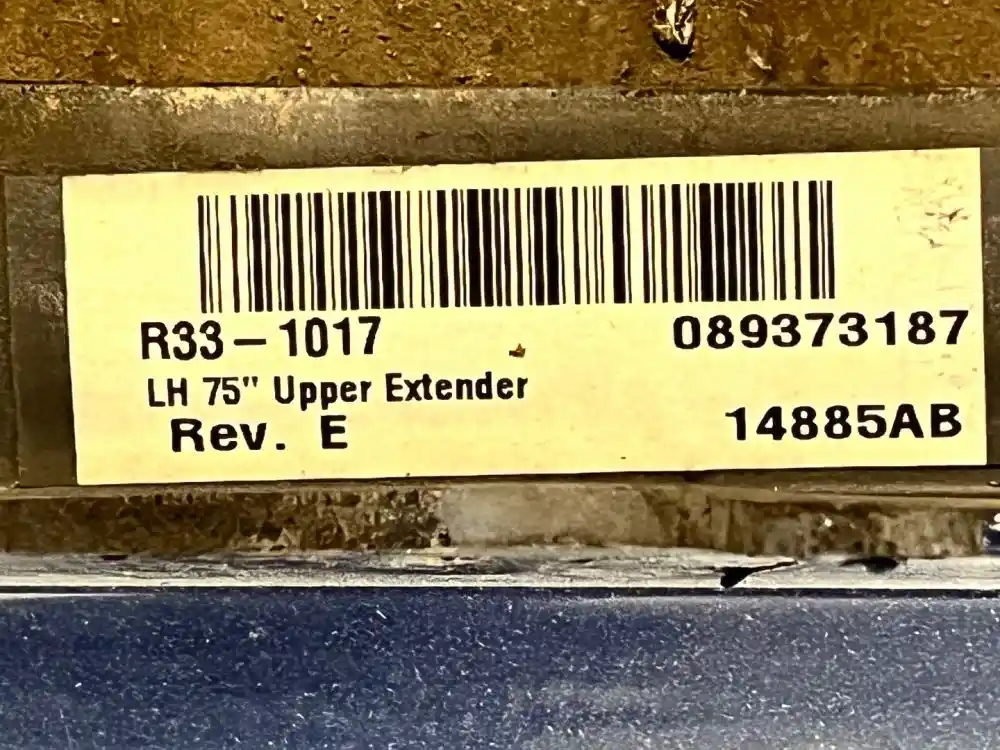 R33-1017 089373187
LH 75" Upper Extender
Rev. E 14885AB